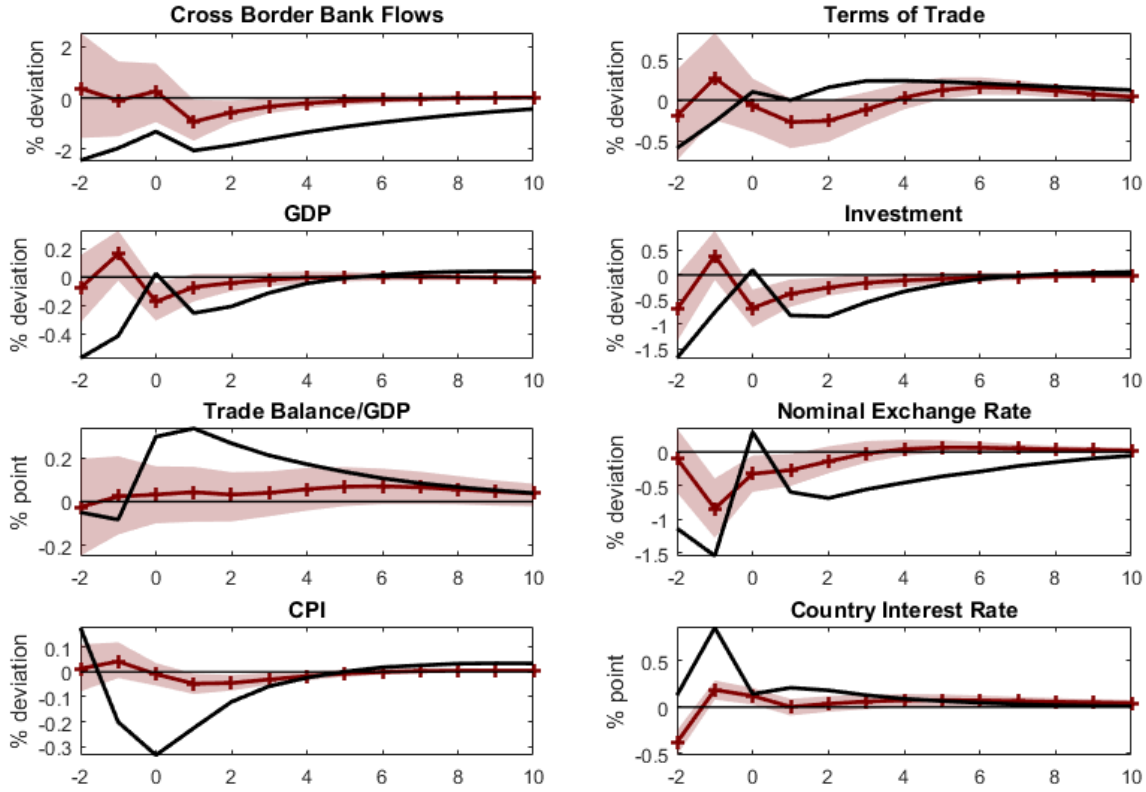 Cross Border Bank Flows
% deviation
2
0
-2
-2 0 2 4 6 8 10
Terms of Trade
% deviation
0.5
0
-0.5
-2 0 2 4 6 8 10
GDP
% deviation
0.2
0
-0.2
-0.4
-2 0 2 4 6 8 10
Investment
% deviation
0.5
0
-0.5
-1
-1.5
-2 0 2 4 6 8 10
Trade Balance/GDP
% point
0.2
0
-0.2
-2 0 2 4 6 8 10
Nominal Exchange Rate
% deviation
0
-0.5
-1
-1.5
-2 0 2 4 6 8 10
CPI
% deviation
0.1
0
-0.1
-0.2
-0.3
-2 0 2 4 6 8 10
Country Interest Rate
% point
0.5
0
-0.5
-2 0 2 4 6 8 10